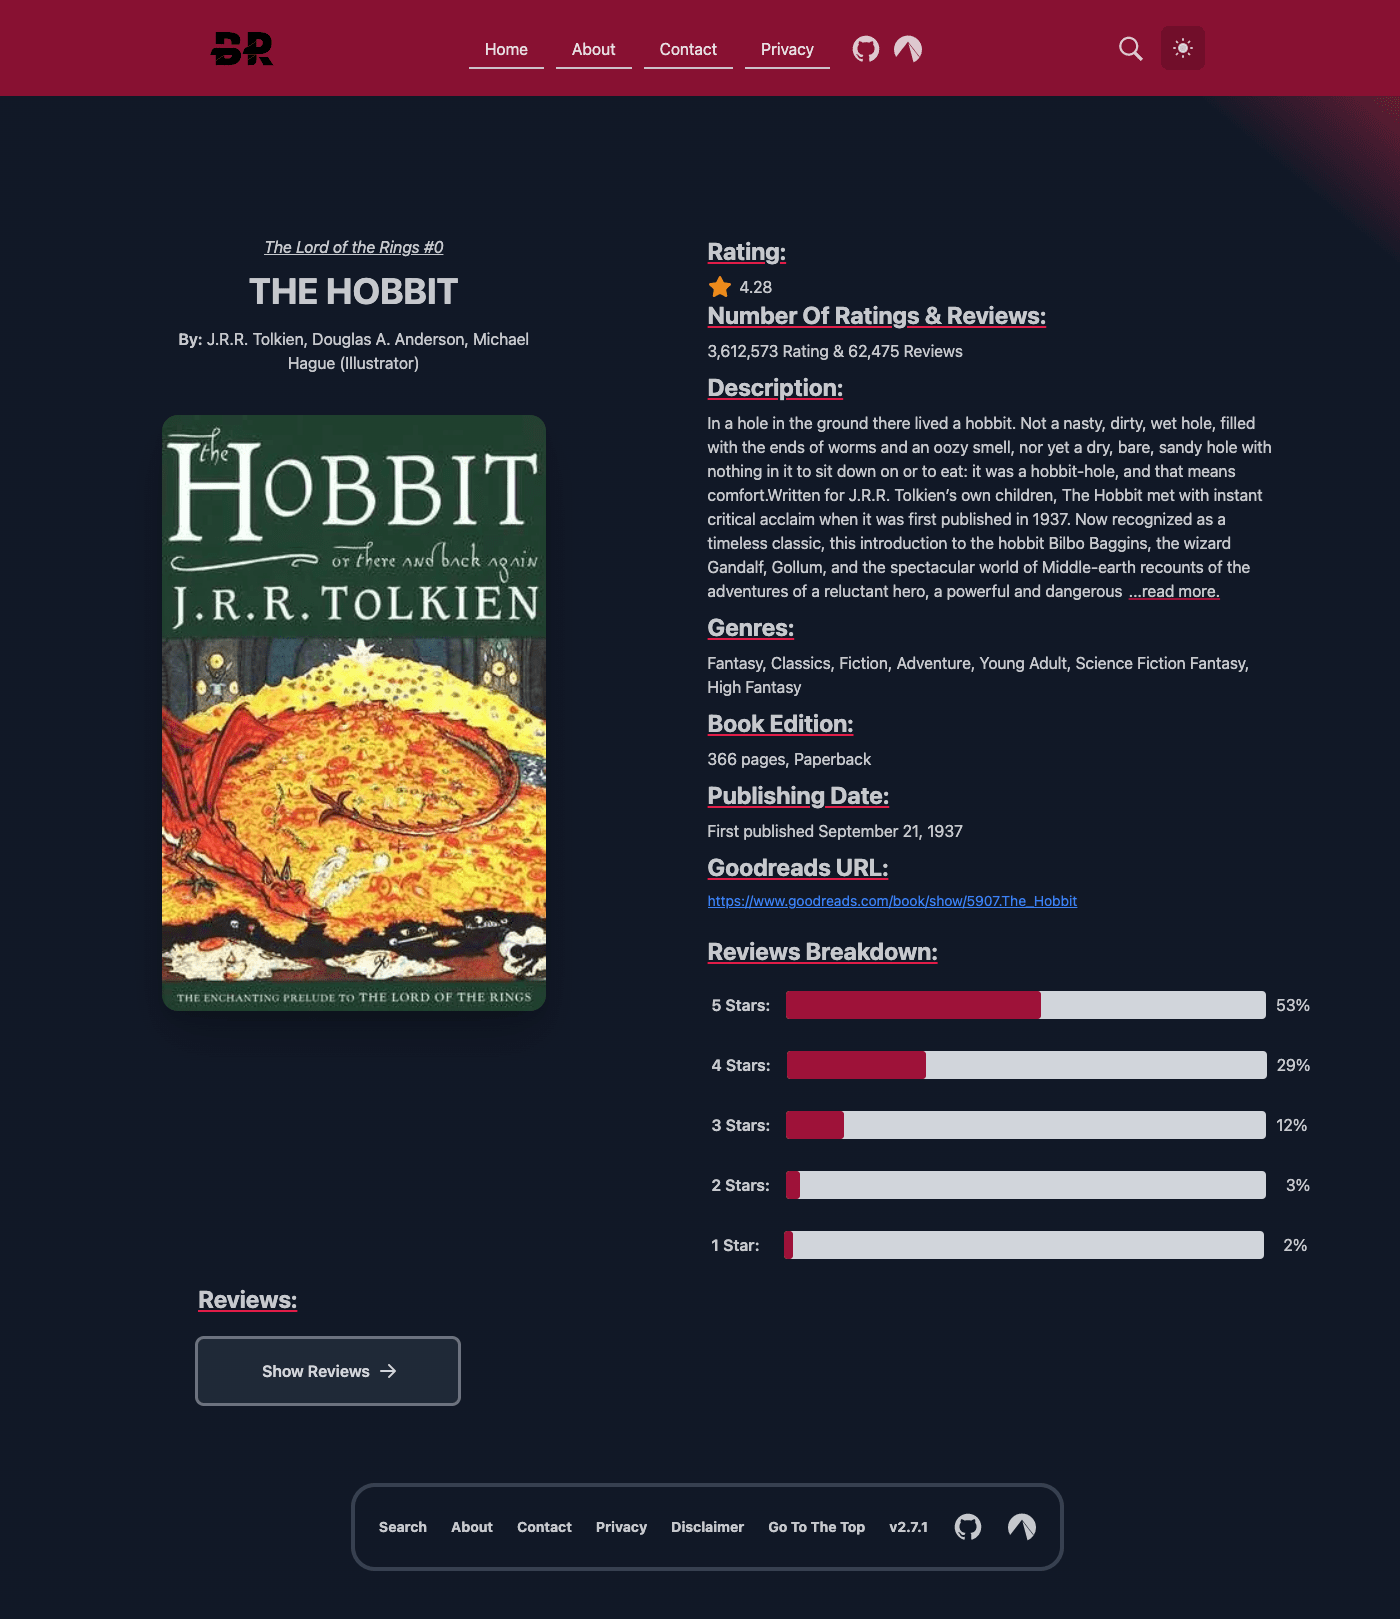 BR
Home
About
Contact
Privacy
The Lord of the Rings #0
THE HOBBIT
By: J.R.R. Tolkien, Douglas A. Anderson, Michael
Hague (Illustrator)
the
HOBBIT
or there and back again
J.R.R. TOLKIEN
THE ENCHANTING PRELUDE TO THE LORD OF THE RINGS
Rating:
4.28
Number Of Ratings & Reviews:
3,612,573 Rating & 62,475 Reviews
Description:
In a hole in the ground there lived a hobbit. Not a nasty, dirty, wet hole, filled
with the ends of worms and an oozy smell, nor yet a dry, bare, sandy hole with
nothing in it to sit down on or to eat: it was a hobbit-hole, and that means
comfort.Written for J.R.R. Tolkien’s own children, The Hobbit met with instant
critical acclaim when it was first published in 1937. Now recognized as a
timeless classic, this introduction to the hobbit Bilbo Baggins, the wizard
Gandalf, Gollum, and the spectacular world of Middle-earth recounts of the
adventures of a reluctant hero, a powerful and dangerous ...read more.
Genres:
Fantasy, Classics, Fiction, Adventure, Young Adult, Science Fiction Fantasy,
High Fantasy
Book Edition:
366 pages, Paperback
Publishing Date:
First published September 21, 1937
Goodreads URL:
https://www.goodreads.com/book/show/5907.The_Hobbit
Reviews Breakdown:
5 Stars: 53%
4 Stars: 29%
3 Stars: 12%
2 Stars: 3%
1 Star: 2%
Reviews:
Show Reviews →
Search
About
Contact
Privacy
Disclaimer
Go To The Top
v2.7.1